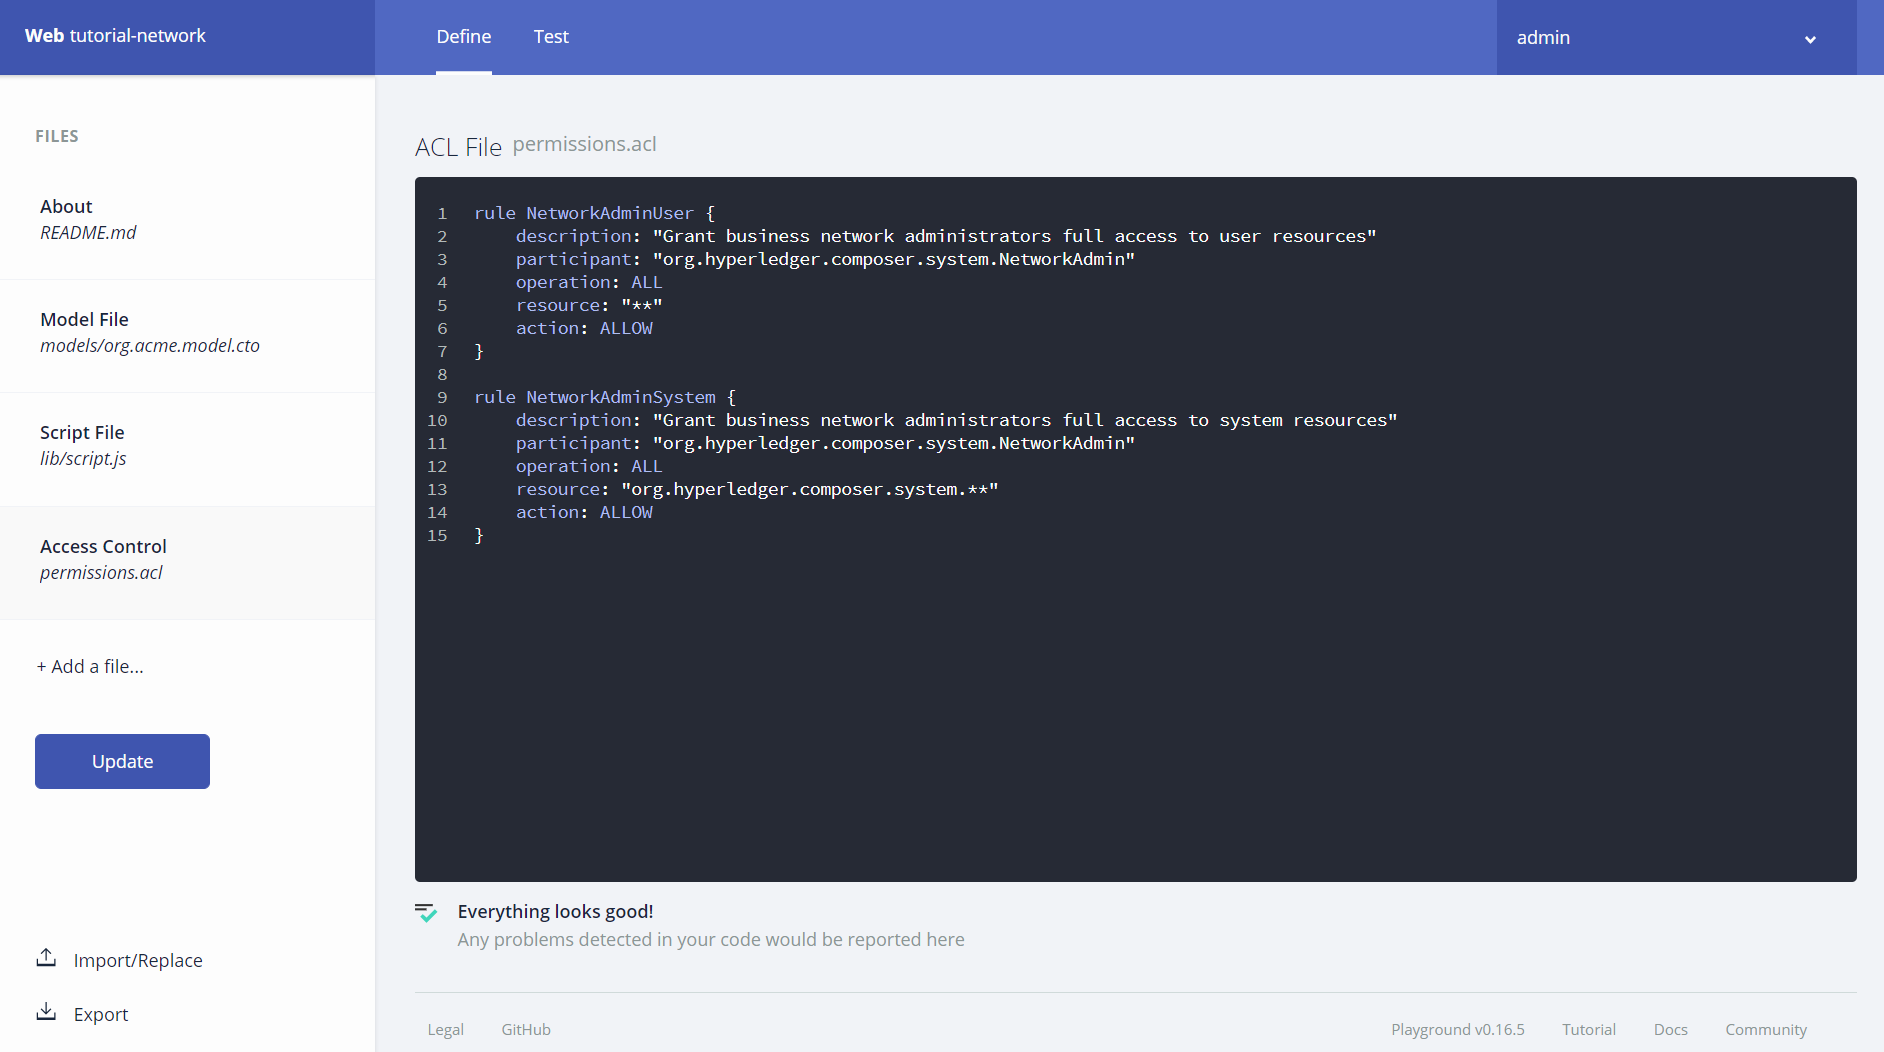 Web tutorial-network
Define
Test
admin
FILES
About
README.md
Model File
models/org.acme.model.cto
Script File
lib/script.js
Access Control
permissions.acl
+ Add a file...
Update
Import/Replace
Export
ACL File permissions.acl
1 rule NetworkAdminUser {
2 description: "Grant business network administrators full access to user resources"
3 participant: "org.hyperledger.composer.system.NetworkAdmin"
4 operation: ALL
5 resource: "**"
6 action: ALLOW
7 }
8
9 rule NetworkAdminSystem {
10 description: "Grant business network administrators full access to system resources"
11 participant: "org.hyperledger.composer.system.NetworkAdmin"
12 operation: ALL
13 resource: "org.hyperledger.composer.system.**"
14 action: ALLOW
15 }
Everything looks good!
Any problems detected in your code would be reported here
Legal GitHub Playground v0.16.5 Tutorial Docs Community